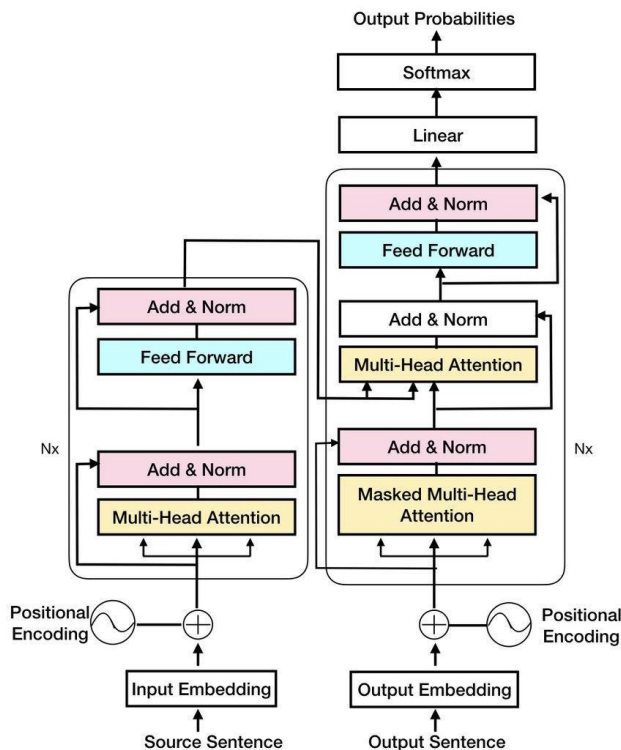 Output Probabilities
Softmax
Linear
Add & Norm
Feed Forward
Add & Norm
Multi-Head Attention
Add & Norm
Masked Multi-Head
Attention
Nx
Add & Norm
Feed Forward
Add & Norm
Multi-Head Attention
Nx
Positional
Encoding
Positional
Encoding
Input Embedding
Output Embedding
Source Sentence
Output Sentence